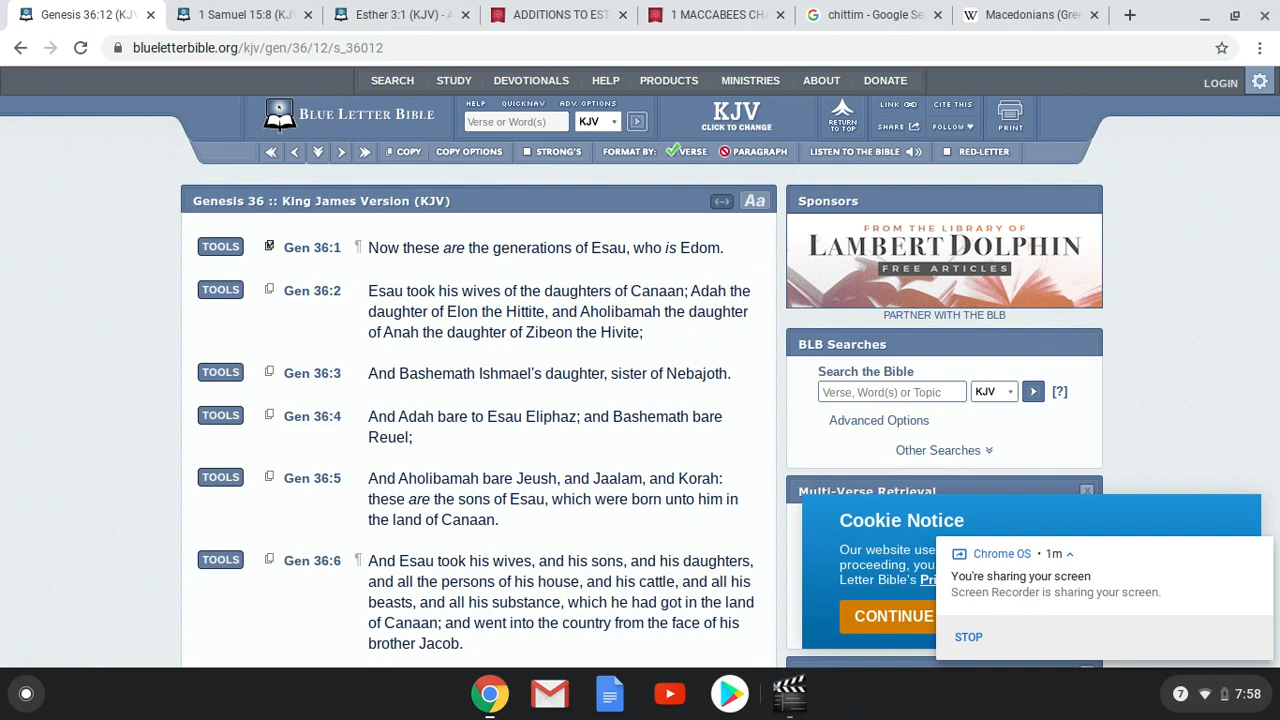 Genesis 36:12 (KJV
1 Samuel 15:8 (KJV
Esther 3:1 (KJV) - A
ADDITIONS TO EST
1 MACCABEES CHA
chittim - Google Se
Macedonians (Gree
blueletterbible.org/kjv/gen/36/12/s_36012
SEARCH STUDY DEVOTIONALS HELP PRODUCTS MINISTRIES ABOUT DONATE
LOGIN
BLUE LETTER BIBLE
HELP QUICKNAV ADV. OPTIONS
Verse or Word(s) KJV
KJV
CLICK TO CHANGE
RETURN TO TOP
LINK CITE THIS
SHARE FOLLOW
PRINT
COPY COPY OPTIONS STRONG'S FORMAT BY: VERSE PARAGRAPH LISTEN TO THE BIBLE RED-LETTER
Genesis 36 :: King James Version (KJV)
Aa
TOOLS Gen 36:1 ¶ Now these are the generations of Esau, who is Edom.
TOOLS Gen 36:2 Esau took his wives of the daughters of Canaan; Adah the
daughter of Elon the Hittite, and Aholibamah the daughter
of Anah the daughter of Zibeon the Hivite;
TOOLS Gen 36:3 And Bashemath Ishmael's daughter, sister of Nebajoth.
TOOLS Gen 36:4 And Adah bare to Esau Eliphaz; and Bashemath bare
Reuel;
TOOLS Gen 36:5 And Aholibamah bare Jeush, and Jaalam, and Korah:
these are the sons of Esau, which were born unto him in
the land of Canaan.
TOOLS Gen 36:6 ¶ And Esau took his wives, and his sons, and his daughters,
and all the persons of his house, and his cattle, and all his
beasts, and all his substance, which he had got in the land
of Canaan; and went into the country from the face of his
brother Jacob.
Sponsors
FROM THE LIBRARY OF
LAMBERT DOLPHIN
FREE ARTICLES
PARTNER WITH THE BLB
BLB Searches
Search the Bible
Verse, Word(s) or Topic KJV [?]
Advanced Options
Other Searches
Multi-Verse Retrieval
Cookie Notice
Our website use
proceeding, you
Letter Bible's Pri
CONTINUE
Chrome OS • 1m
You're sharing your screen
Screen Recorder is sharing your screen.
STOP
7 7:58